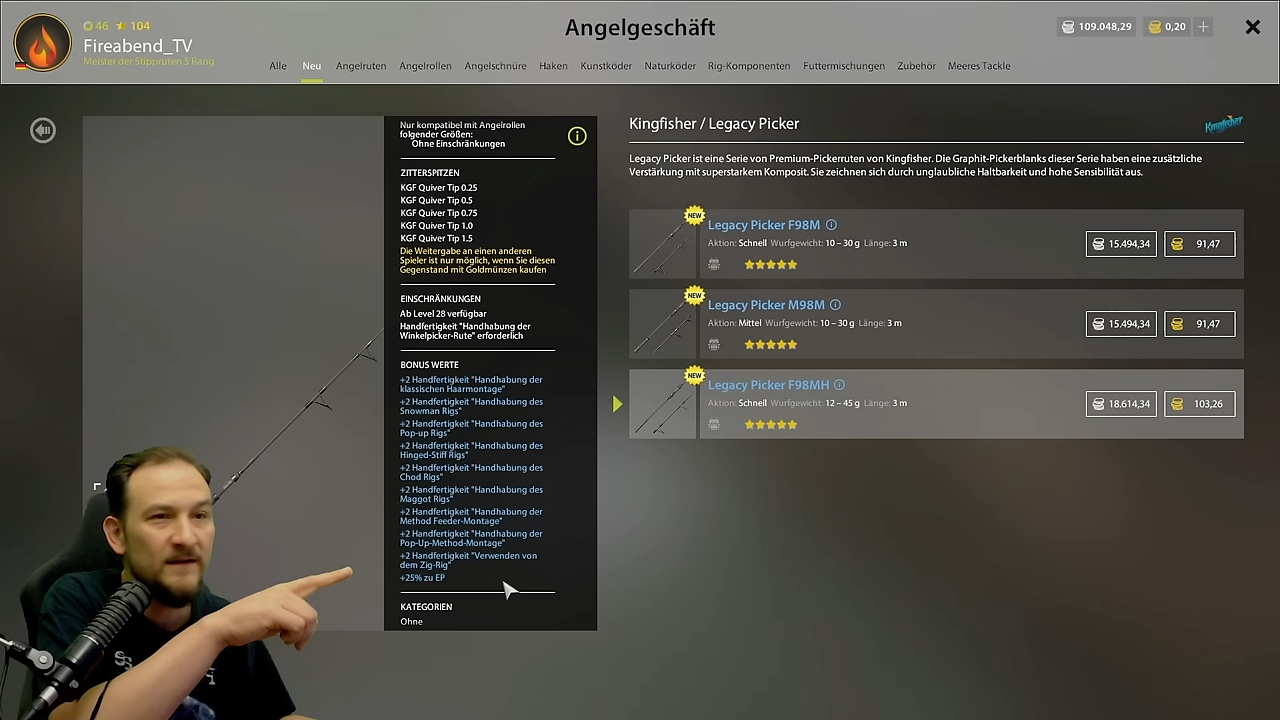 46 104
Fireabend_TV
Meister der Stippruten 5 Rang
Angelgeschäft
109.048,29
0,20
Alle Neu Angelruten Angelrollen Angelschnüre Haken Kunstköder Naturköder Rig-Komponenten Futtermischungen Zubehör Meeres Tackle
Nur kompatibel mit Angelrollen
folgender Größen:
Ohne Einschränkungen
ZITTERSPITZEN
KGF Quiver Tip 0.25
KGF Quiver Tip 0.5
KGF Quiver Tip 0.75
KGF Quiver Tip 1.0
KGF Quiver Tip 1.5
Die Weitergabe an einen anderen
Spieler ist nur möglich, wenn Sie diesen
Gegenstand mit Goldmünzen kaufen
EINSCHRÄNKUNGEN
Ab Level 28 verfügbar
Handfertigkeit "Handhabung der
Winkelpicker-Rute" erforderlich
BONUS WERTE
+2 Handfertigkeit "Handhabung der
klassischen Haarmontage"
+2 Handfertigkeit "Handhabung des
Snowman Rigs"
+2 Handfertigkeit "Handhabung des
Pop-up Rigs"
+2 Handfertigkeit "Handhabung des
Hinged-Stiff Rigs"
+2 Handfertigkeit "Handhabung des
Chod Rigs"
+2 Handfertigkeit "Handhabung des
Maggot Rigs"
+2 Handfertigkeit "Handhabung der
Method Feeder-Montage"
+2 Handfertigkeit "Handhabung der
Pop-Up-Method-Montage"
+2 Handfertigkeit "Verwenden von
dem Zig-Rig"
+25% zu EP
KATEGORIEN
Ohne
Kingfisher / Legacy Picker
Kingfisher
Legacy Picker ist eine Serie von Premium-Pickerruten von Kingfisher. Die Graphit-Pickerblanks dieser Serie haben eine zusätzliche
Verstärkung mit superstarkem Komposit. Sie zeichnen sich durch unglaubliche Haltbarkeit und hohe Sensibilität aus.
NEW
Legacy Picker F98M
Aktion: Schnell Wurfgewicht: 10 – 30 g Länge: 3 m
15.494,34
91,47
NEW
Legacy Picker M98M
Aktion: Mittel Wurfgewicht: 10 – 30 g Länge: 3 m
15.494,34
91,47
NEW
Legacy Picker F98MH
Aktion: Schnell Wurfgewicht: 12 – 45 g Länge: 3 m
18.614,34
103,26